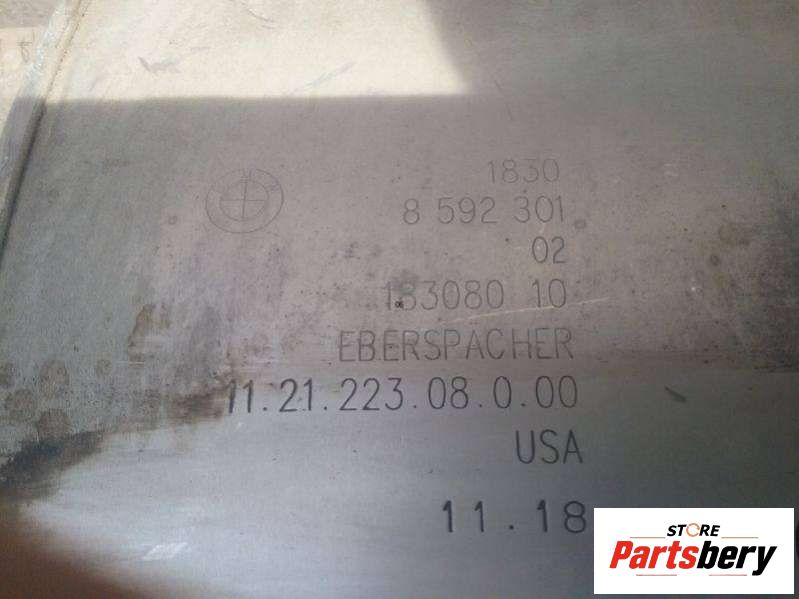 1830
8 592 301
02
183080 10
EBERSPACHER
11.21.223.08.0.00
USA
11.18
STORE
Partsbery